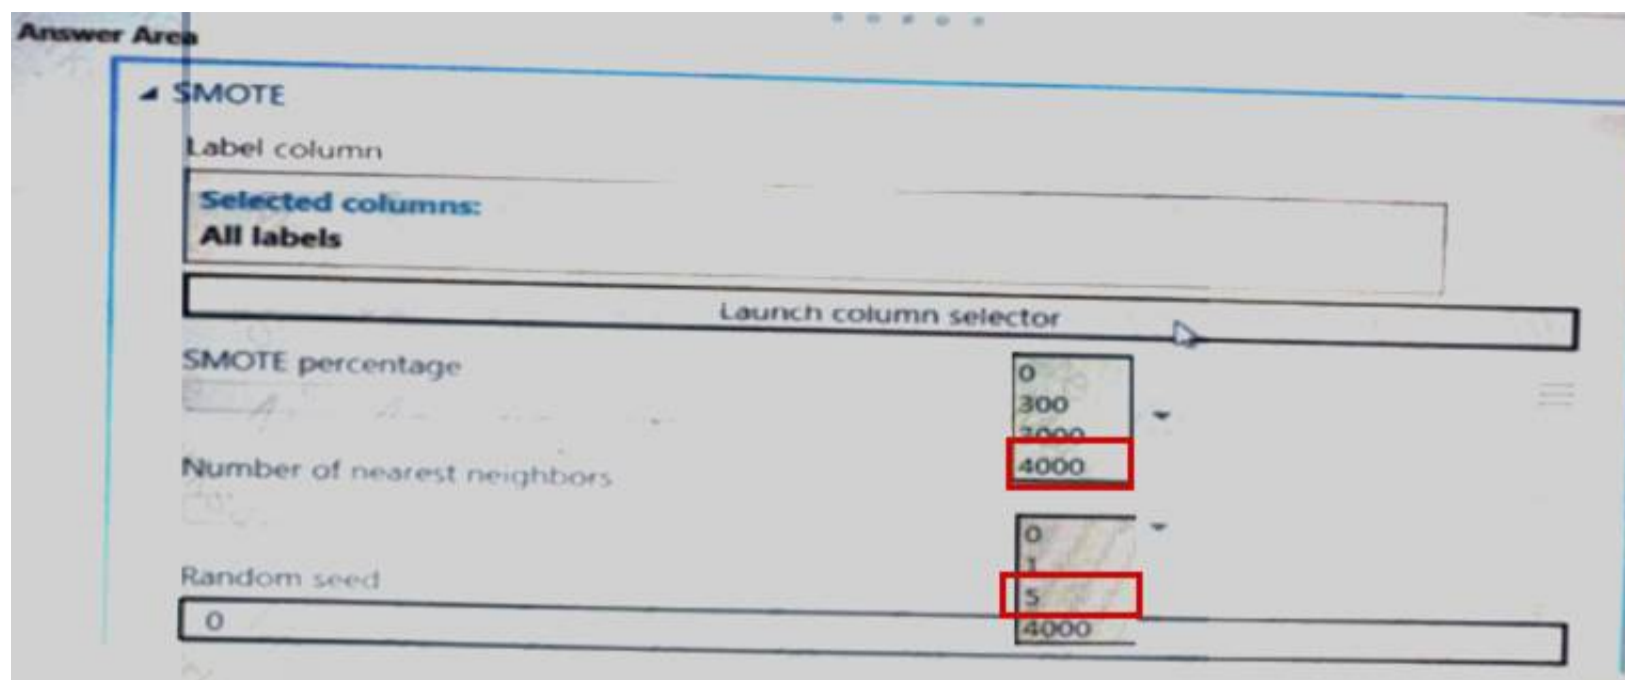 Answer Area
SMOTE
Label column
Selected columns:
All labels
Launch column selector
SMOTE percentage
0
300
3000
4000
Number of nearest neighbors
0
1
5
4000
Random seed
0